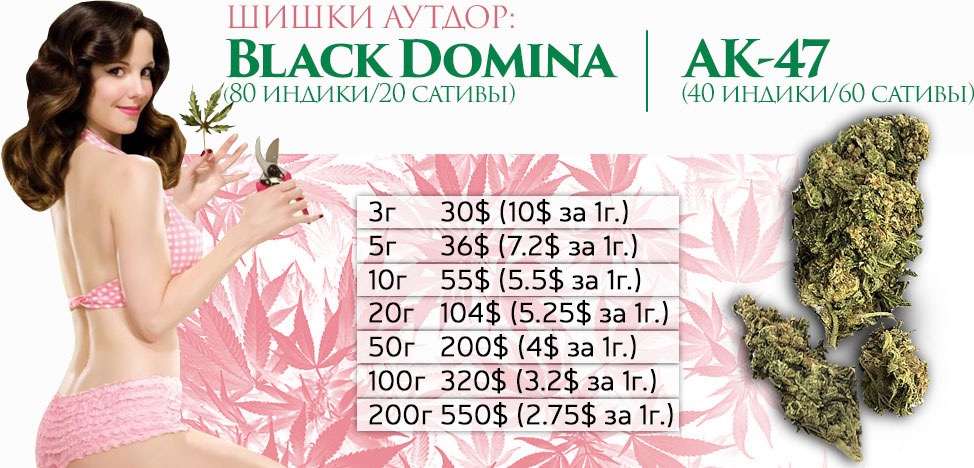 ШИШКИ АУТДОР:
BLACK DOMINA
(80 ИНДИКИ/20 САТИВЫ)
AK-47
(40 ИНДИКИ/60 САТИВЫ)
3г 30$ (10$ за 1г.)
5г 36$ (7.2$ за 1г.)
10г 55$ (5.5$ за 1г.)
20г 104$ (5.25$ за 1г.)
50г 200$ (4$ за 1г.)
100г 320$ (3.2$ за 1г.)
200г 550$ (2.75$ за 1г.)